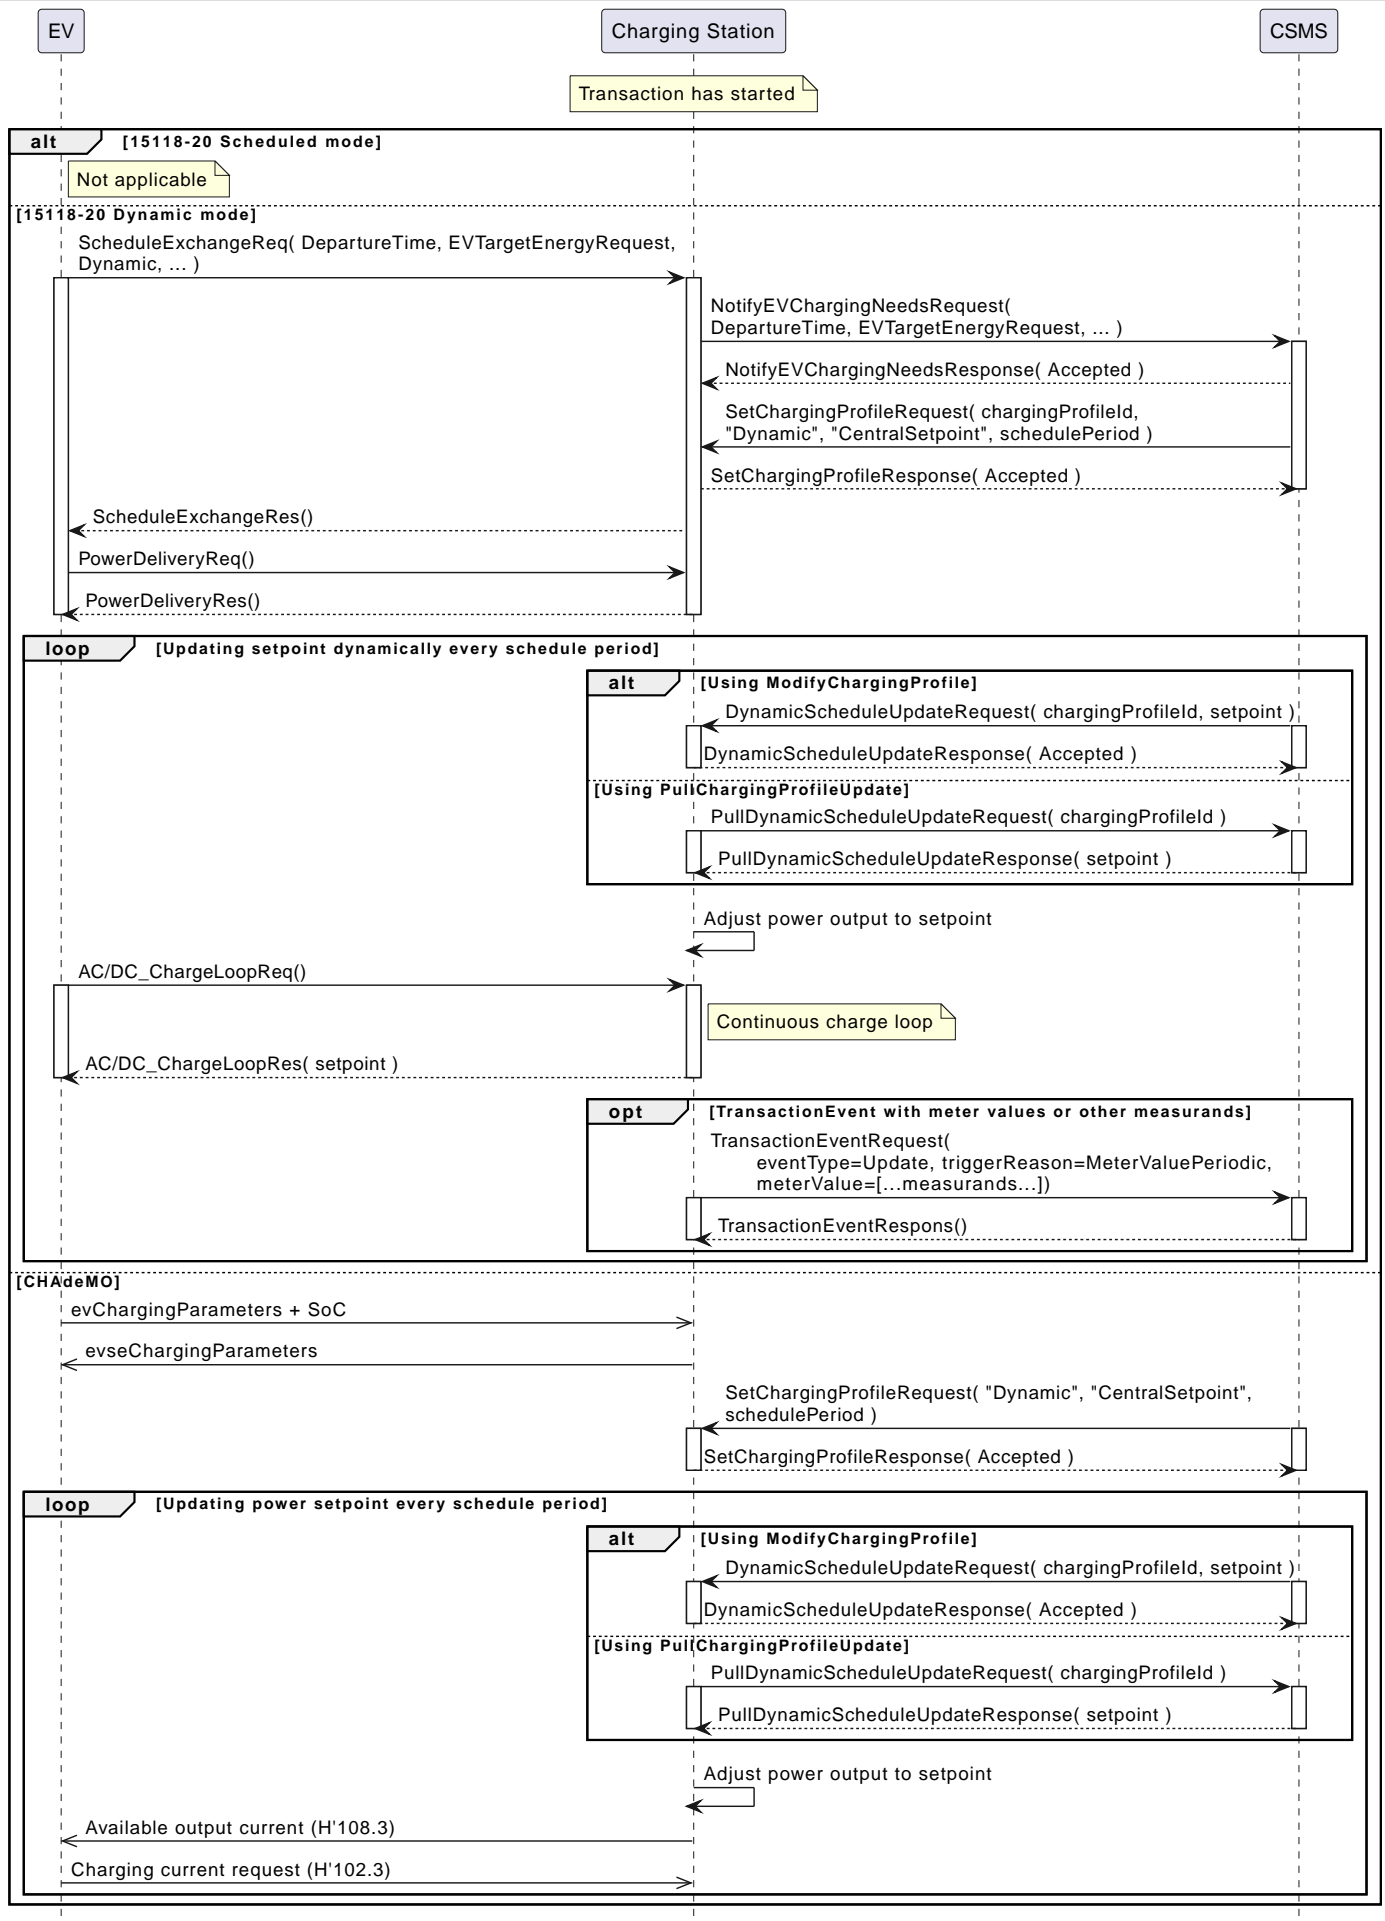 EV
Charging Station
CSMS
Transaction has started
alt
[15118-20 Scheduled mode]
Not applicable
[15118-20 Dynamic mode]
ScheduleExchangeReq( DepartureTime, EVTargetEnergyRequest,
Dynamic, ... )
NotifyEVChargingNeedsRequest(
DepartureTime, EVTargetEnergyRequest, ... )
NotifyEVChargingNeedsResponse( Accepted )
SetChargingProfileRequest( chargingProfileId,
"Dynamic", "CentralSetpoint", schedulePeriod )
SetChargingProfileResponse( Accepted )
ScheduleExchangeRes()
PowerDeliveryReq()
PowerDeliveryRes()
loop
[Updating setpoint dynamically every schedule period]
alt
[Using ModifyChargingProfile]
DynamicScheduleUpdateRequest( chargingProfileId, setpoint )
DynamicScheduleUpdateResponse( Accepted )
[Using PullChargingProfileUpdate]
PullDynamicScheduleUpdateRequest( chargingProfileId )
PullDynamicScheduleUpdateResponse( setpoint )
Adjust power output to setpoint
AC/DC_ChargeLoopReq()
Continuous charge loop
AC/DC_ChargeLoopRes( setpoint )
opt
[TransactionEvent with meter values or other measurands]
TransactionEventRequest(
eventType=Update, triggerReason=MeterValuePeriodic,
meterValue=[...measurands...])
TransactionEventRespons()
[CHAdeMO]
evChargingParameters + SoC
evseChargingParameters
SetChargingProfileRequest( "Dynamic", "CentralSetpoint",
schedulePeriod )
SetChargingProfileResponse( Accepted )
loop
[Updating power setpoint every schedule period]
alt
[Using ModifyChargingProfile]
DynamicScheduleUpdateRequest( chargingProfileId, setpoint )
DynamicScheduleUpdateResponse( Accepted )
[Using PullChargingProfileUpdate]
PullDynamicScheduleUpdateRequest( chargingProfileId )
PullDynamicScheduleUpdateResponse( setpoint )
Adjust power output to setpoint
Available output current (H'108.3)
Charging current request (H'102.3)